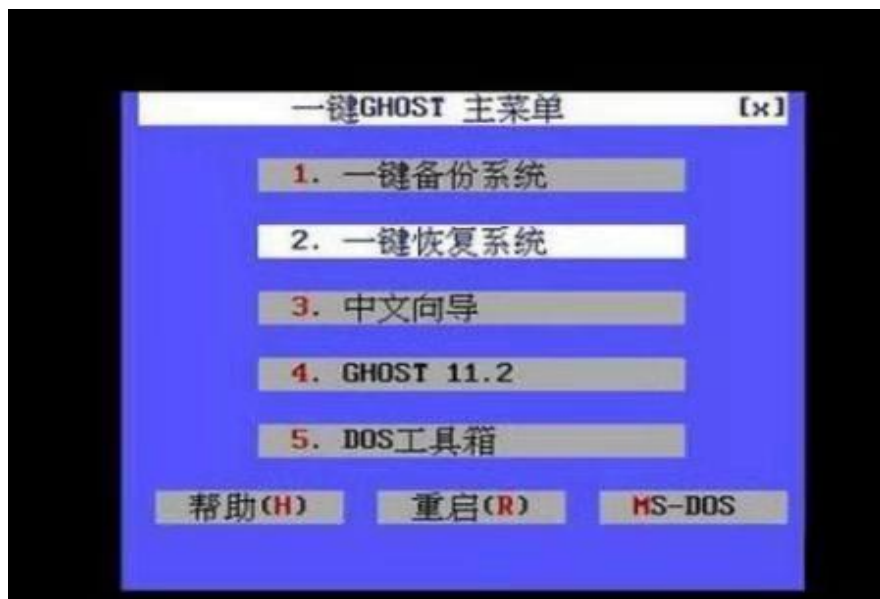 一键GHOST 主菜单 [x]
1. 一键备份系统
2. 一键恢复系统
3. 中文向导
4. GHOST 11.2
5. DOS工具箱
帮助(H) 重启(R) MS-DOS